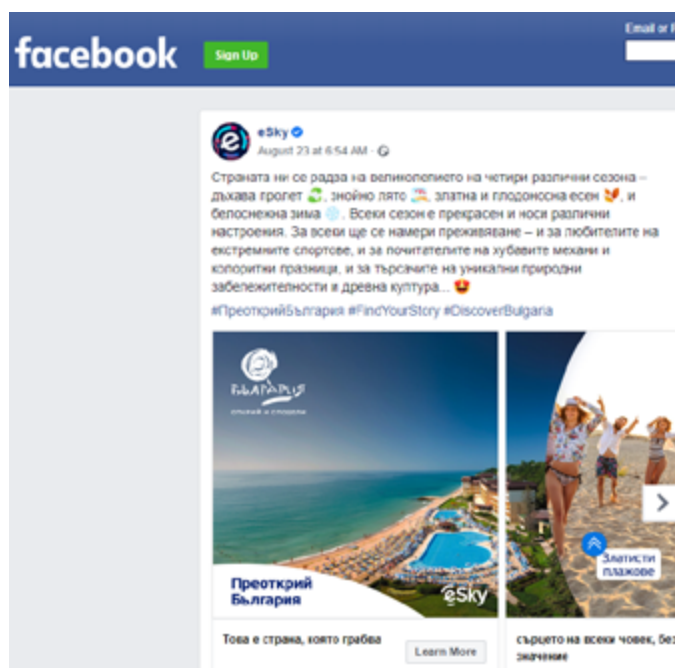 facebook
Sign Up
Email or
eSky
August 23 at 6:54 AM
Страната ни се радва на великолепието на четири различни сезона –
дъхава пролет, знойно лято, златна и плодоносна есен, и
белоснежна зима. Всеки сезон е прекрасен и носи различни
настроения. За всеки ще се намери преживяване – и за любителите на
екстремните спортове, и за почитателите на хубавите механи и
колоритни празници, и за търсачите на уникални природни
забележителности и древна култура...
#ПреоткрийБългария #FindYourStory #DiscoverBulgaria
БЪЛГАРИЯ
ОТКРИЙ И СПОДЕЛИ
Преоткрий
България
eSky
Златисти
плажове
Това е страна, която грабва
Learn More
сърцето на всеки човек, без
значение